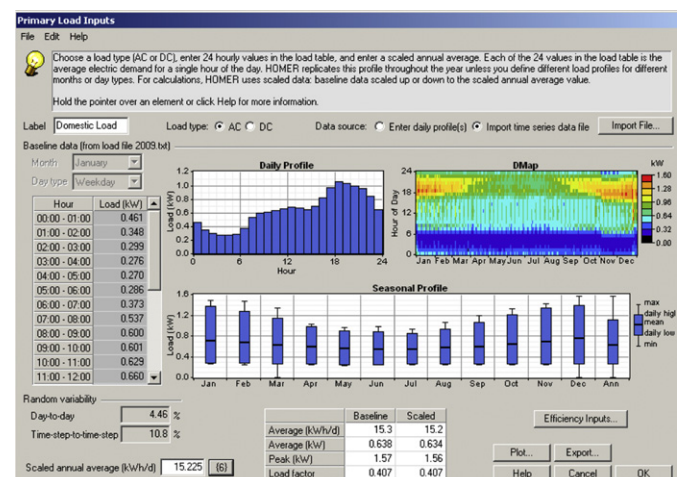 Primary Load Inputs
File Edit Help
Choose a load type (AC or DC), enter 24 hourly values in the load table, and enter a scaled annual average. Each of the 24 values in the load table is the
average electric demand for a single hour of the day. HOMER replicates this profile throughout the year unless you define different load profiles for different
months or day types. For calculations, HOMER uses scaled data: baseline data scaled up or down to the scaled annual average value.
Hold the pointer over an element or click Help for more information.
Label Domestic Load Load type: AC DC Data source: Enter daily profile(s) Import time series data file Import File...
Baseline data (from load file 2009.txt)
Month January
Day type Weekday
Hour Load (kW)
00:00 - 01:00 0.461
01:00 - 02:00 0.348
02:00 - 03:00 0.299
03:00 - 04:00 0.276
04:00 - 05:00 0.270
05:00 - 06:00 0.286
06:00 - 07:00 0.373
07:00 - 08:00 0.537
08:00 - 09:00 0.600
09:00 - 10:00 0.601
10:00 - 11:00 0.629
11:00 - 12:00 0.660
Daily Profile
Load (kW)
1.2
1.0
0.8
0.6
0.4
0.2
0.0
0 6 12 18 24
Hour
DMap
Hour of Day
24
18
12
6
0
Jan Feb Mar Apr May Jun Jul Aug Sep Oct Nov Dec
kW
1.60
1.28
0.96
0.64
0.32
0.00
Seasonal Profile
Load (kW)
1.6
1.2
0.8
0.4
0.0
Jan Feb Mar Apr May Jun Jul Aug Sep Oct Nov Dec Ann
max
daily high
mean
daily low
min
Random variability
Day-to-day 4.46 %
Time-step-to-time-step 10.8 %
Scaled annual average (kWh/d) 15.225 {6}
Baseline Scaled
Average (kWh/d) 15.3 15.2
Average (kW) 0.638 0.634
Peak (kW) 1.57 1.56
Load factor 0.407 0.407
Efficiency Inputs...
Plot... Export...
Help Cancel OK